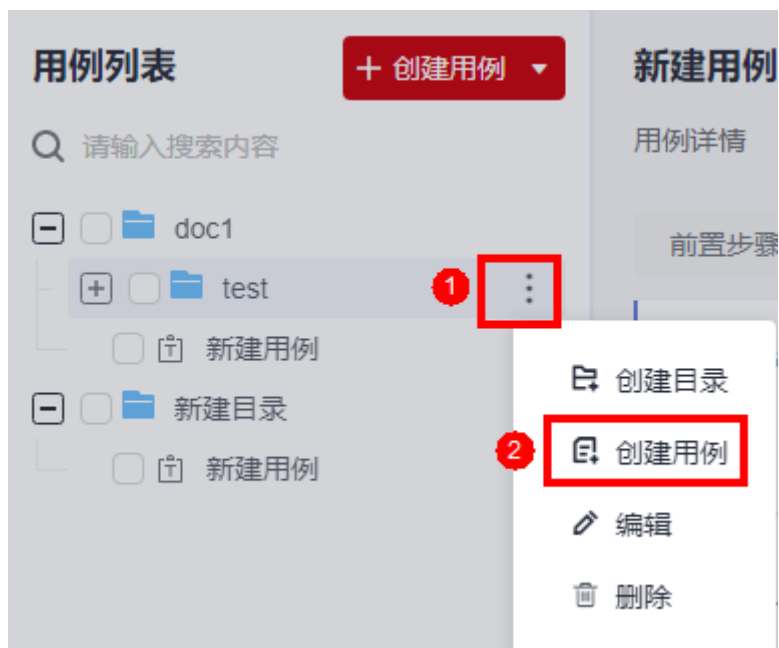 用例列表
创建用例
新建用例
请输入搜索内容
用例详情
doc1
前置步骤
test
1
新建用例
创建目录
新建目录
2
创建用例
新建用例
编辑
删除